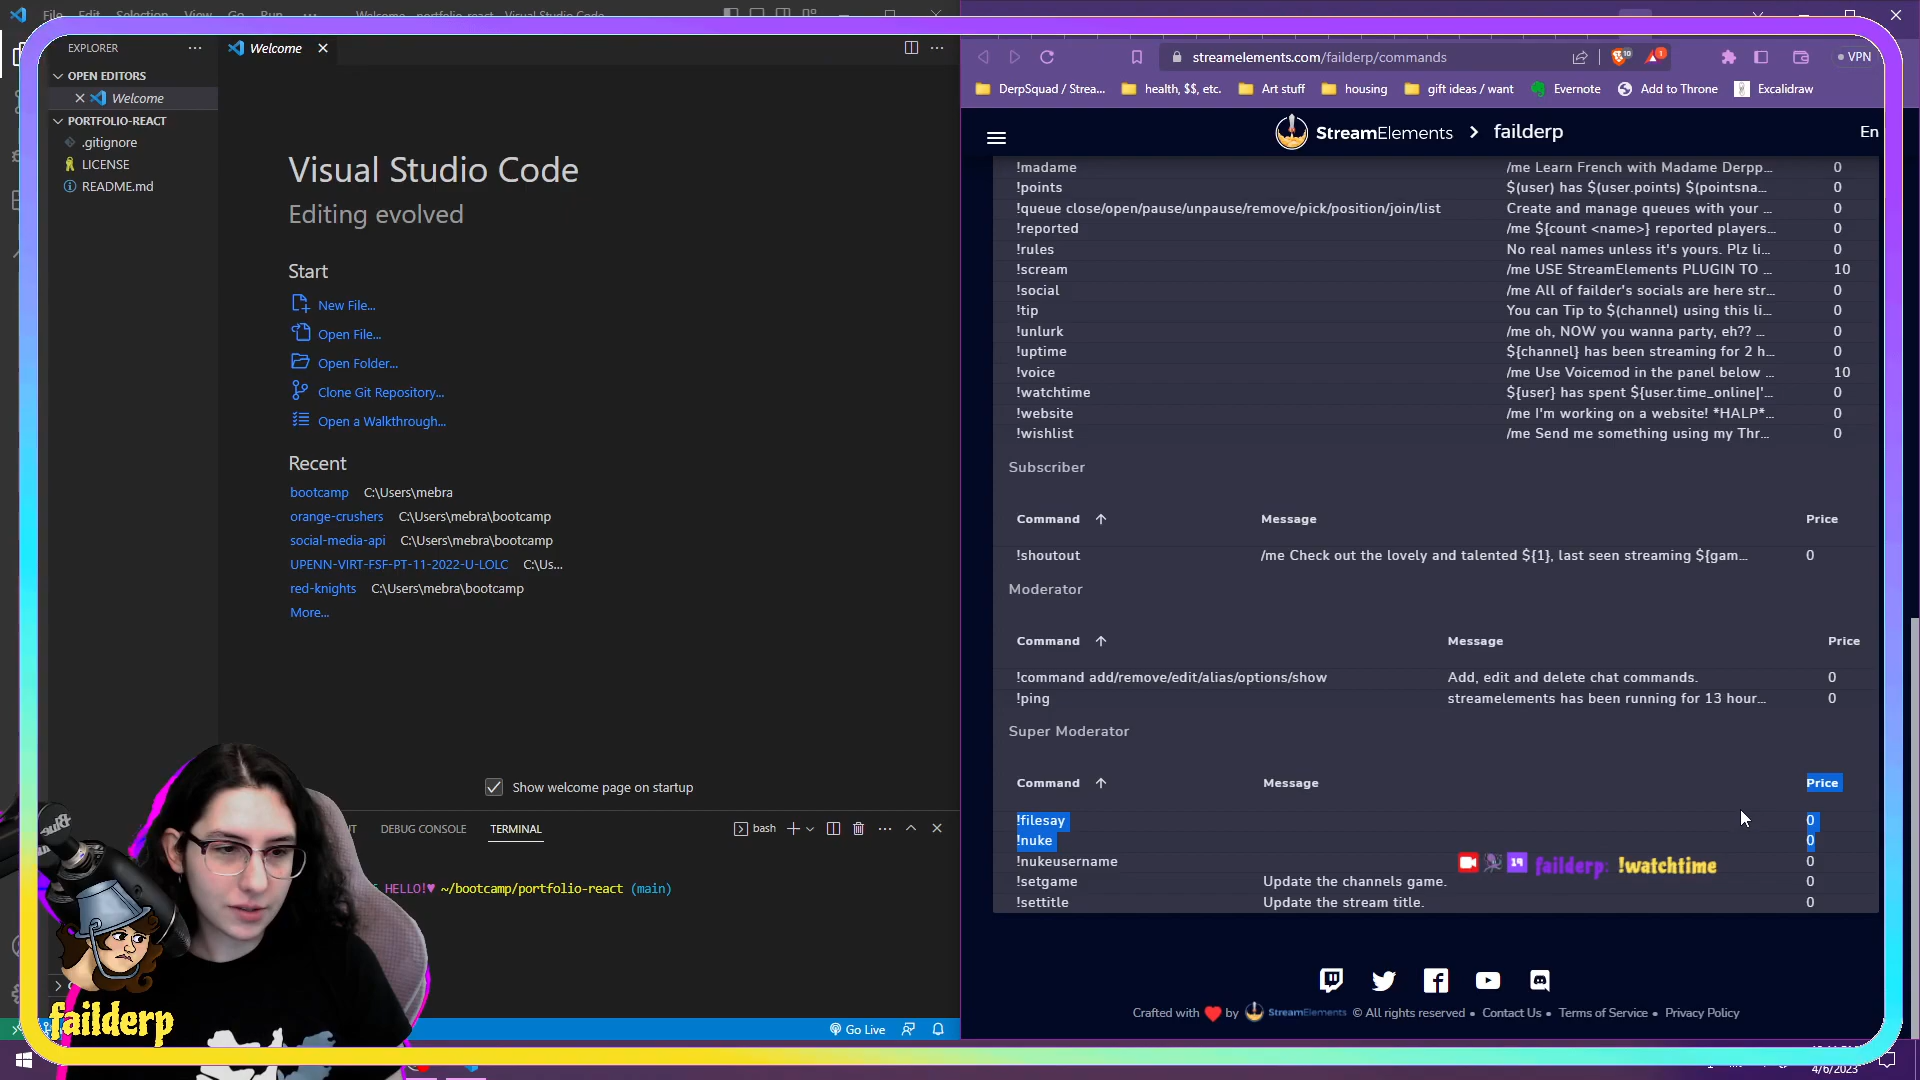 File Edit Selection View Go Run ... Welcome - portfolio-react - Visual Studio Code
EXPLORER
OPEN EDITORS
Welcome
PORTFOLIO-REACT
.gitignore
LICENSE
README.md
Welcome
Visual Studio Code
Editing evolved
Start
New File...
Open File...
Open Folder...
Clone Git Repository...
Open a Walkthrough...
Recent
bootcamp C:\Users\mebra
orange-crushers C:\Users\mebra\bootcamp
social-media-api C:\Users\mebra\bootcamp
UPENN-VIRT-FSF-PT-11-2022-U-LOLC C:\Us...
red-knights C:\Users\mebra\bootcamp
More...
Show welcome page on startup
DEBUG CONSOLE TERMINAL bash
HELLO!♥ ~/bootcamp/portfolio-react (main)
Go Live
failderp
streamelements.com/failderp/commands
10
1
VPN
DerpSquad / Strea... health, $$, etc. Art stuff housing gift ideas / want Evernote Add to Throne Excalidraw
StreamElements > failderp En
!madame /me Learn French with Madame Derpp... 0
!points $(user) has $(user.points) $(pointsna... 0
!queue close/open/pause/unpause/remove/pick/position/join/list Create and manage queues with your ... 0
!reported /me ${count <name>} reported players... 0
!rules No real names unless it's yours. Plz li... 0
!scream /me USE StreamElements PLUGIN TO ... 10
!social /me All of failder's socials are here str... 0
!tip You can Tip to $(channel) using this li... 0
!unlurk /me oh, NOW you wanna party, eh?? ... 0
!uptime ${channel} has been streaming for 2 h... 0
!voice /me Use Voicemod in the panel below ... 10
!watchtime ${user} has spent ${user.time_online|'... 0
!website /me I'm working on a website! *HALP*... 0
!wishlist /me Send me something using my Thr... 0
Subscriber
Command ↑ Message Price
!shoutout /me Check out the lovely and talented ${1}, last seen streaming ${gam... 0
Moderator
Command ↑ Message Price
!command add/remove/edit/alias/options/show Add, edit and delete chat commands. 0
!ping streamelements has been running for 13 hour... 0
Super Moderator
Command ↑ Message Price
!filesay 0
!nuke 0
!nukeusername 0
19 failderp: !watchtime
!setgame Update the channels game. 0
!settitle Update the stream title. 0
Crafted with ♥ by StreamElements © All rights reserved • Contact Us • Terms of Service • Privacy Policy
4/6/2023